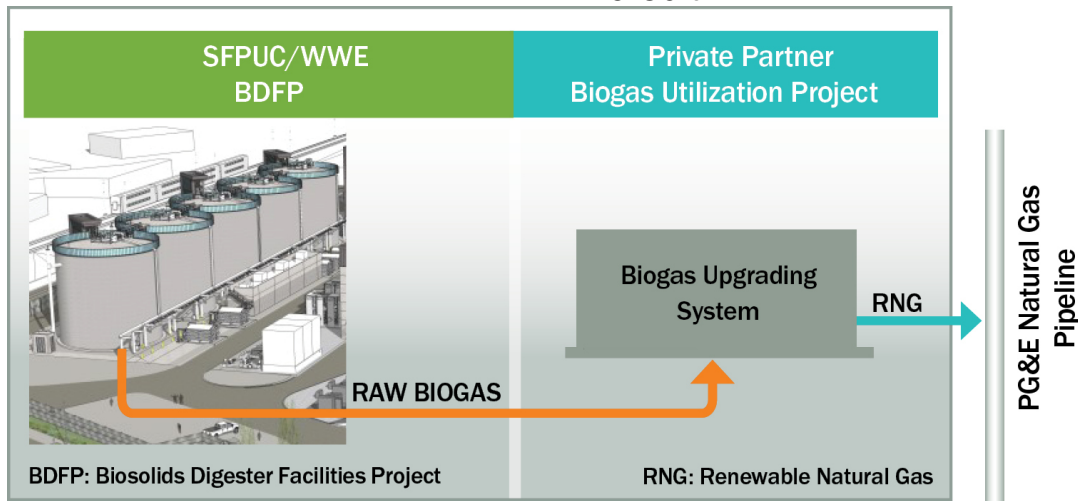 SFPUC/WWE
BDFP
Private Partner
Biogas Utilization Project
Biogas Upgrading
System
RNG
RAW BIOGAS
BDFP: Biosolids Digester Facilities Project
RNG: Renewable Natural Gas
PG&E Natural Gas
Pipeline